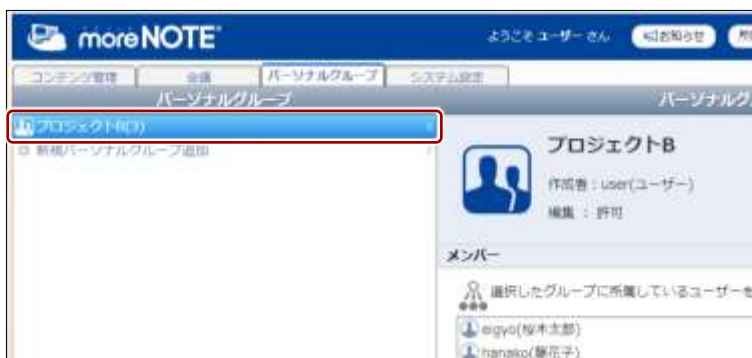 moreNOTE
ようこそ ユーザー さん
お知らせ
コンテンツ管理
会議
パーソナルグループ
システム設定
パーソナルグループ
パーソナルグ
プロジェクトB(3)
新規パーソナルグループ追加
プロジェクトB
作成者：user(ユーザー)
編集 ： 許可
メンバー
選択したグループに所属しているユーザーを
eigyo(桜木太郎)
hanako(藤花子)